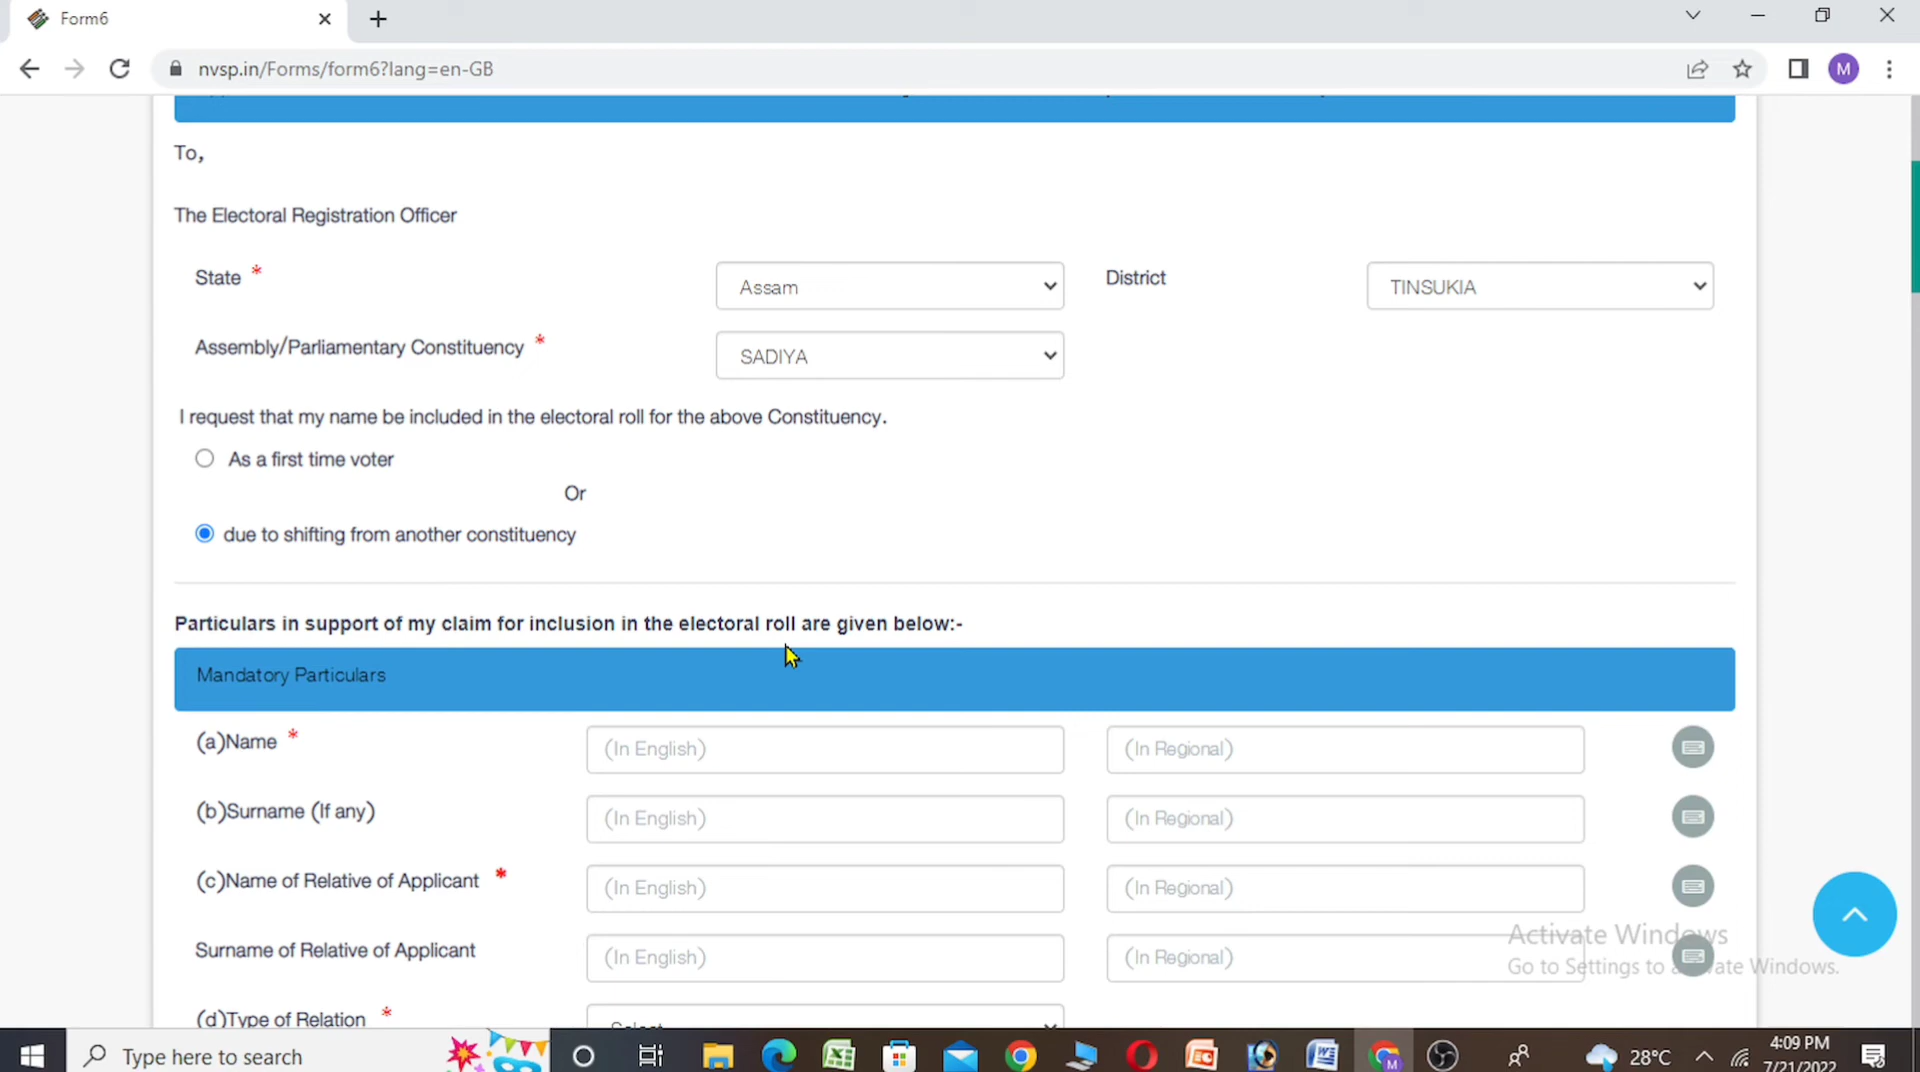 Form6
nvsp.in/Forms/form6?lang=en-GB
M
To,
The Electoral Registration Officer
State * Assam District TINSUKIA
Assembly/Parliamentary Constituency * SADIYA
I request that my name be included in the electoral roll for the above Constituency.
As a first time voter
Or
due to shifting from another constituency
Particulars in support of my claim for inclusion in the electoral roll are given below:-
Mandatory Particulars
(a)Name * (In English) (In Regional)
(b)Surname (If any) (In English) (In Regional)
(c)Name of Relative of Applicant * (In English) (In Regional)
Surname of Relative of Applicant (In English) (In Regional)
(d)Type of Relation * Select
Activate Windows
Go to Settings to activate Windows.
Type here to search
28°C
4:09 PM
7/21/2022